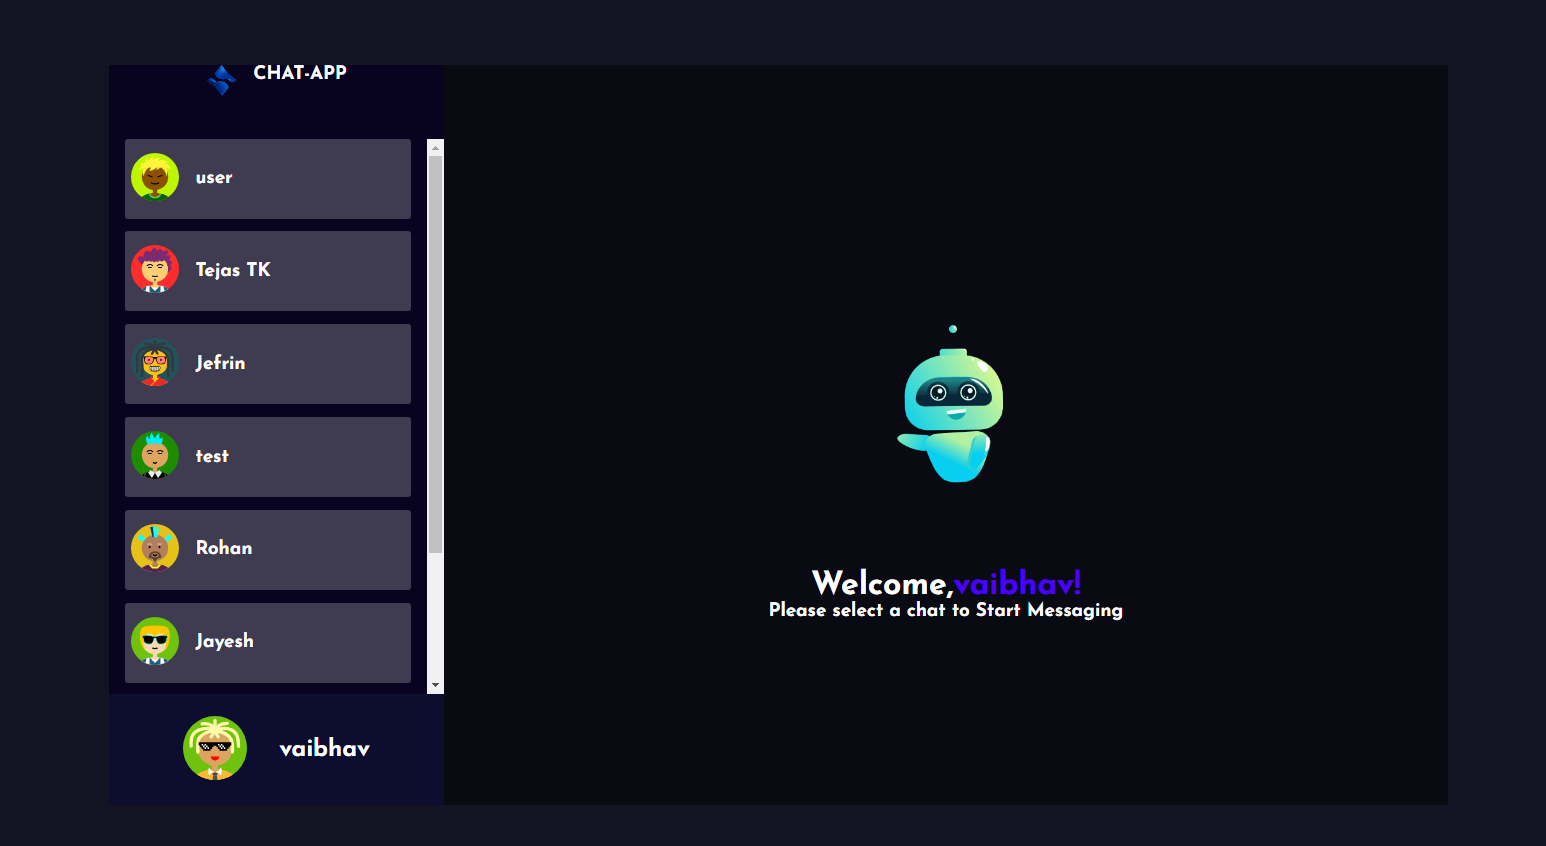 CHAT-APP
user
Tejas TK
Jefrin
test
Rohan
Jayesh
vaibhav
Welcome,vaibhav!
Please select a chat to Start Messaging